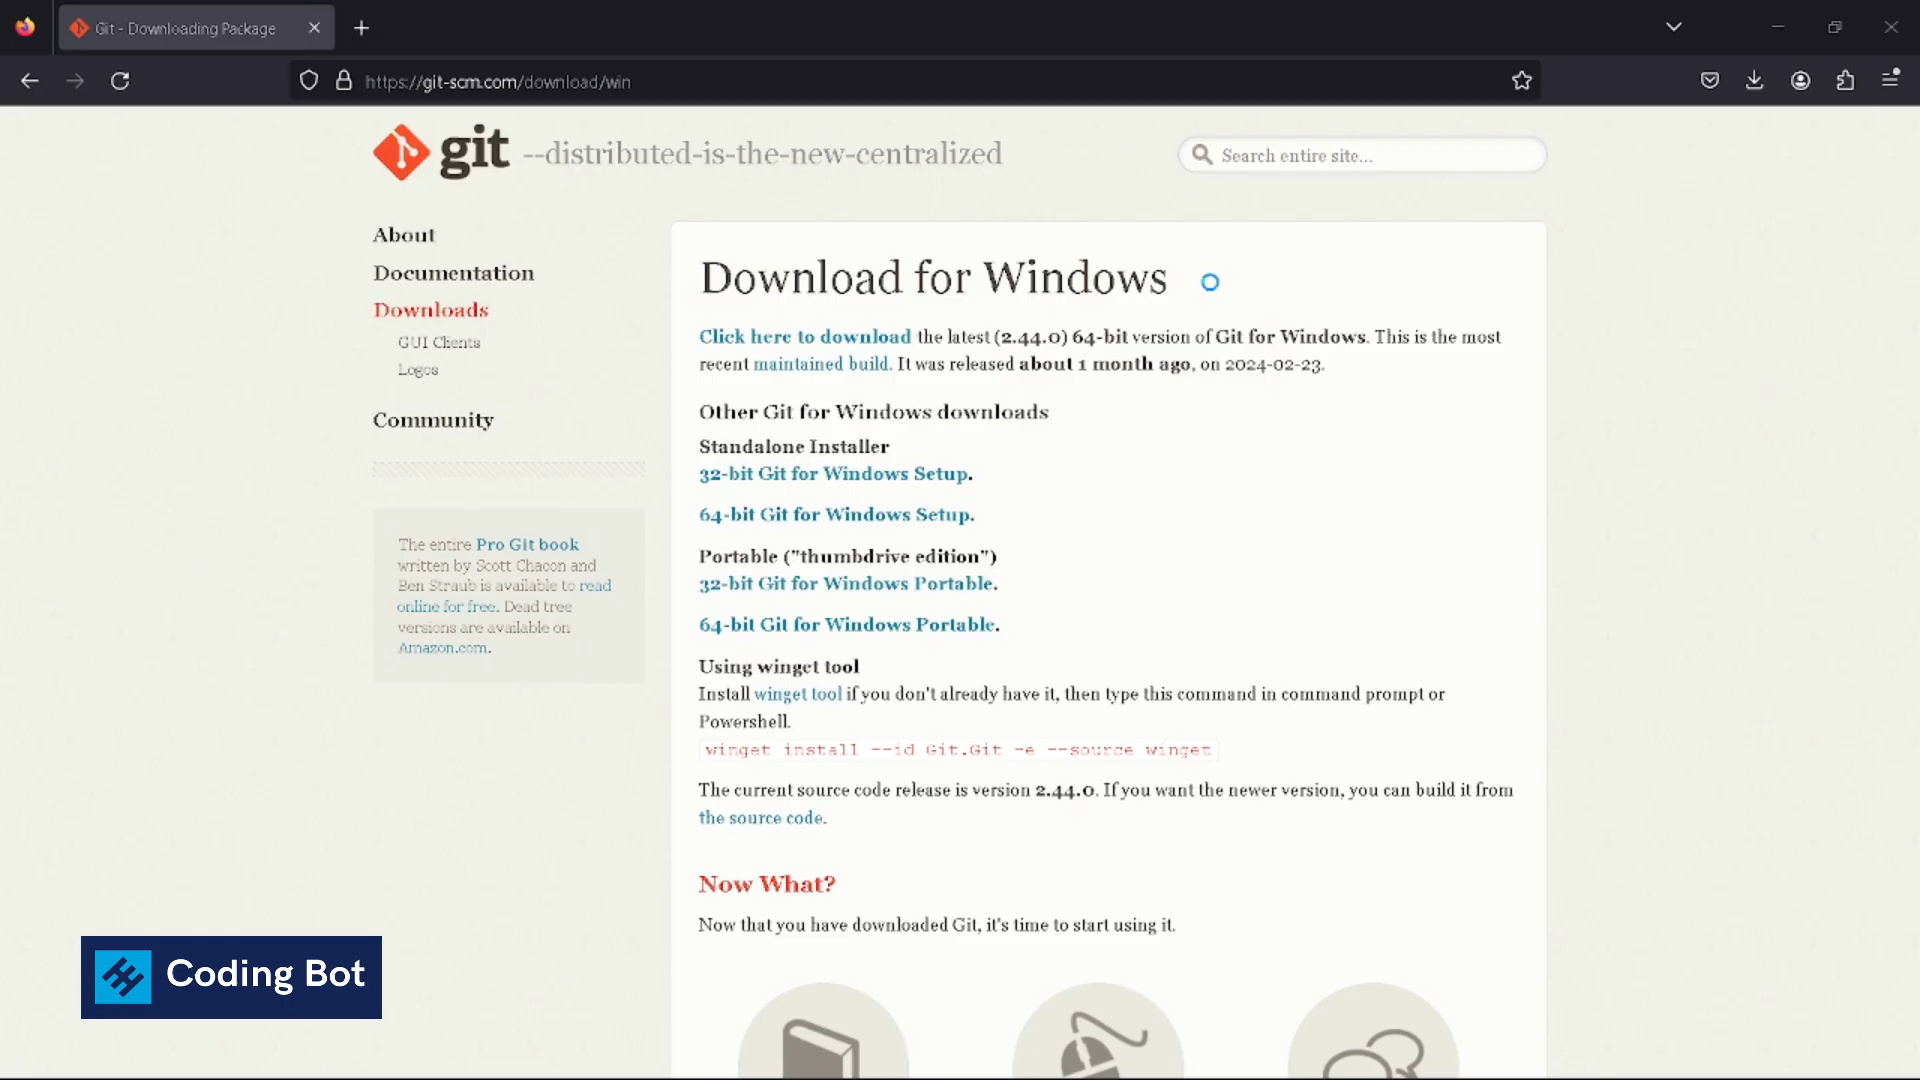 Git - Downloading Package
https://git-scm.com/download/win
git --distributed-is-the-new-centralized
Search entire site...
About
Documentation
Downloads
GUI Clients
Logos
Community
The entire Pro Git book
written by Scott Chacon and
Ben Straub is available to read
online for free. Dead tree
versions are available on
Amazon.com.
Download for Windows
Click here to download the latest (2.44.0) 64-bit version of Git for Windows. This is the most
recent maintained build. It was released about 1 month ago, on 2024-02-23.
Other Git for Windows downloads
Standalone Installer
32-bit Git for Windows Setup.
64-bit Git for Windows Setup.
Portable ("thumbdrive edition")
32-bit Git for Windows Portable.
64-bit Git for Windows Portable.
Using winget tool
Install winget tool if you don't already have it, then type this command in command prompt or
Powershell.
winget install --id Git.Git -e --source winget
The current source code release is version 2.44.0. If you want the newer version, you can build it from
the source code.
Now What?
Now that you have downloaded Git, it's time to start using it.
Coding Bot